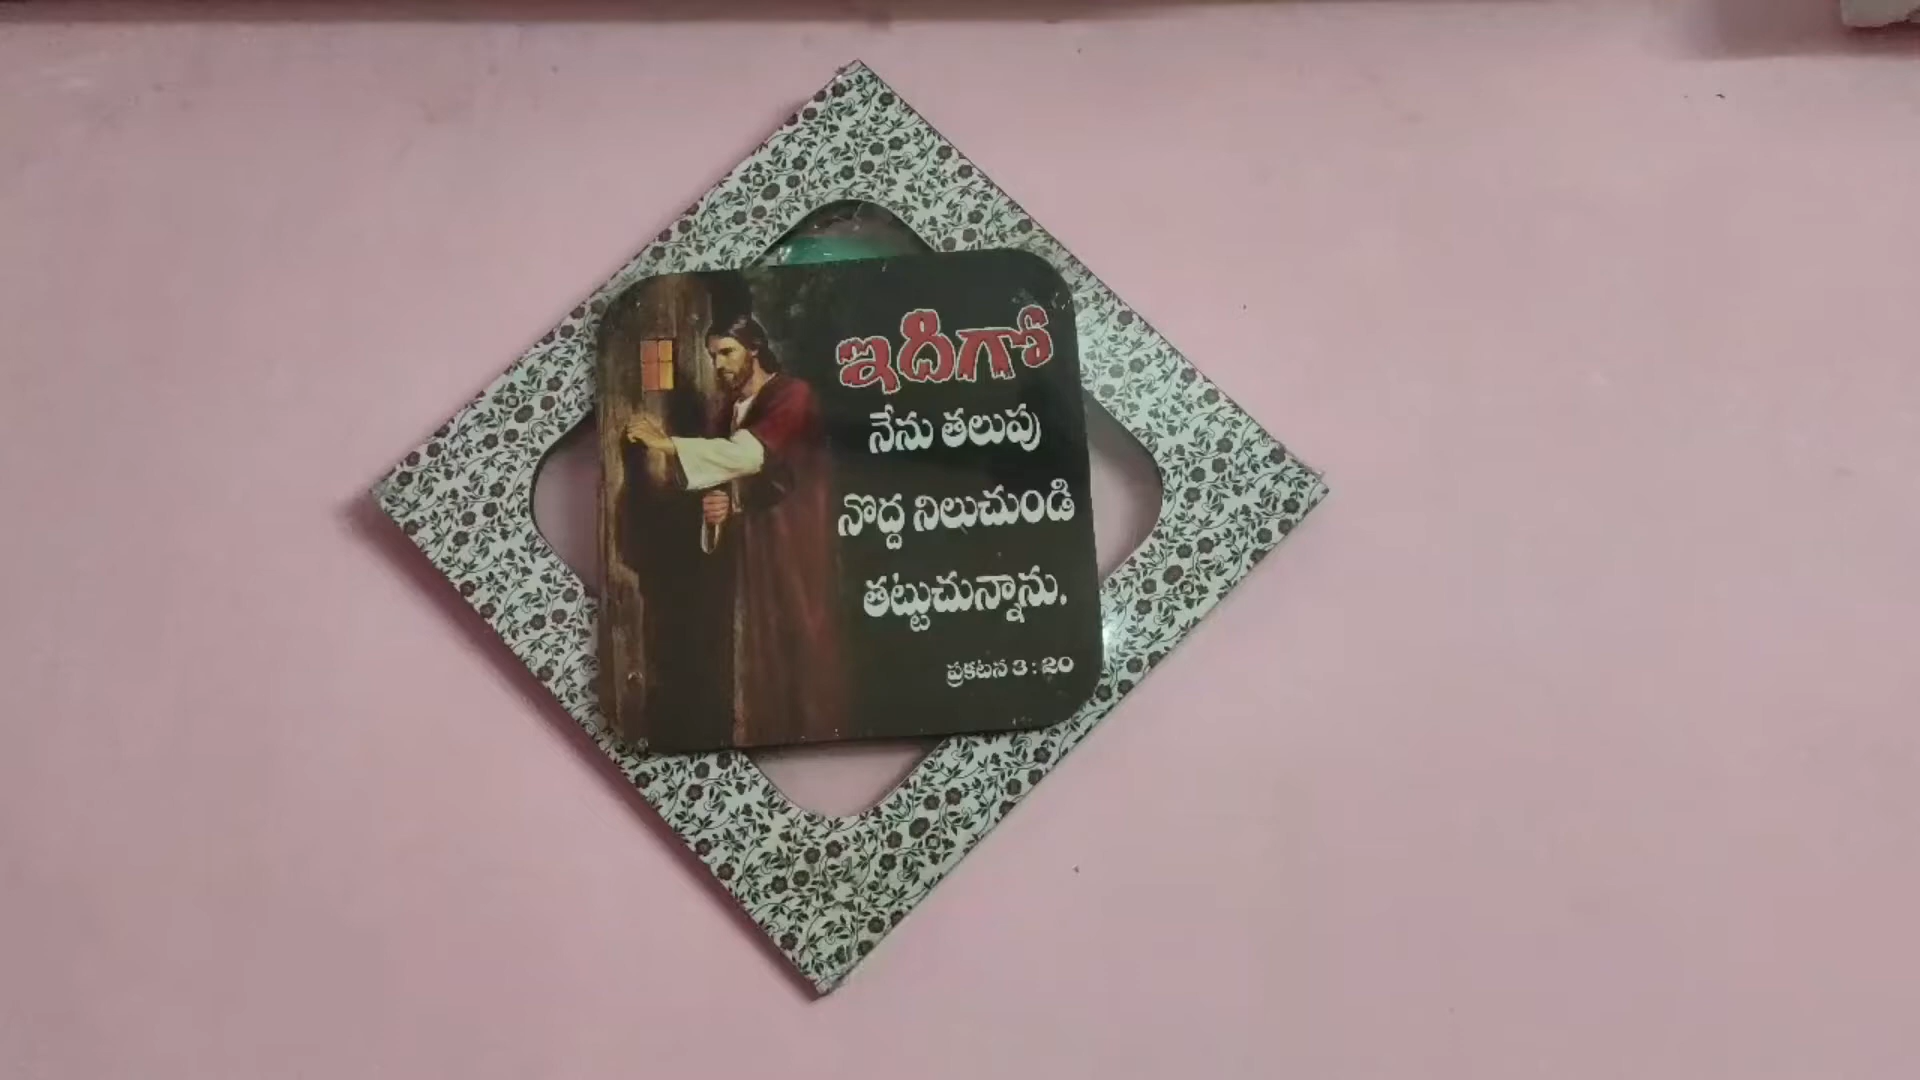 ఇదిగో
నేను తలుపు
నొద్ద నిలుచుండి
తట్టుచున్నాను.
ప్రకటన 3 : 20